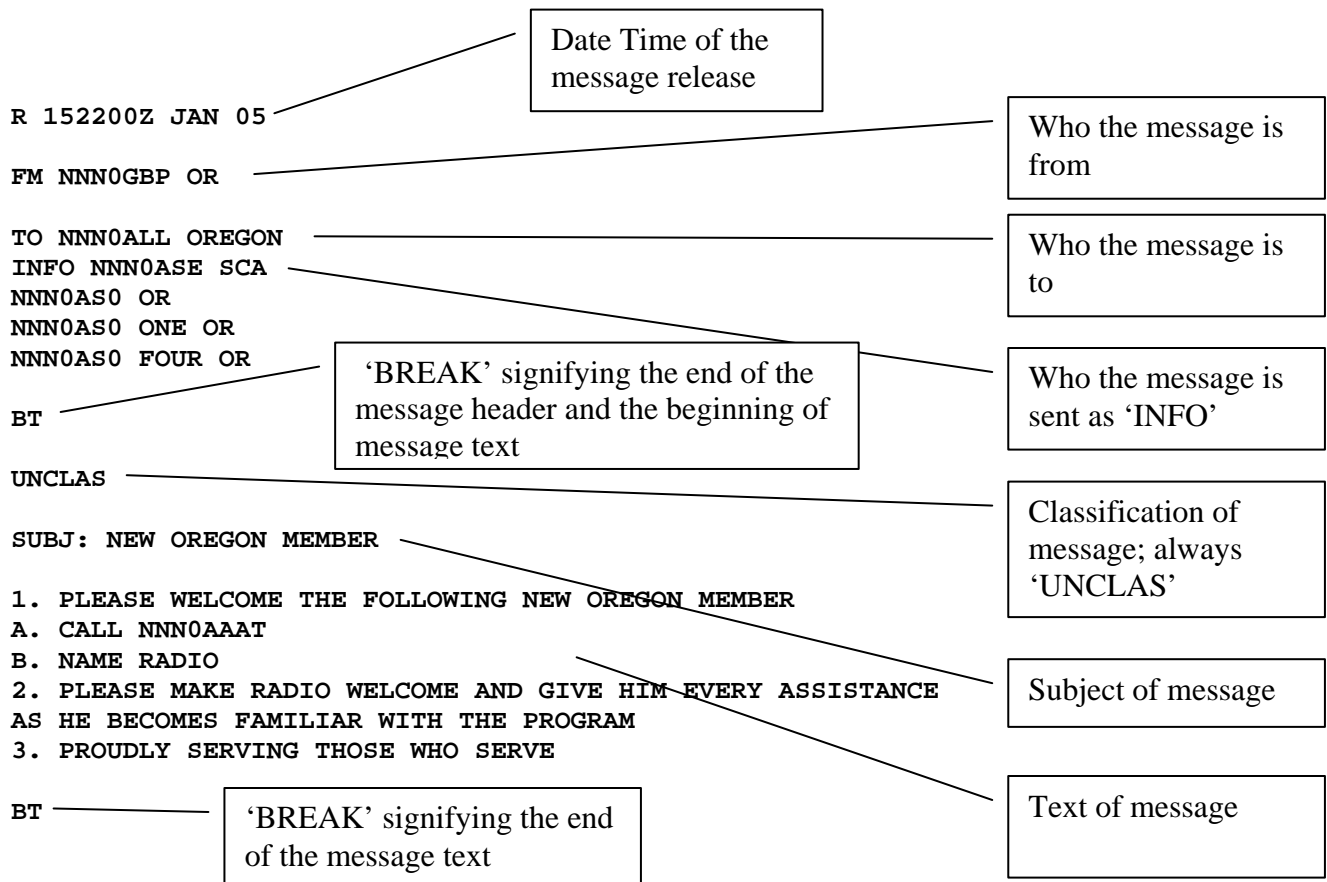 Date Time of the
message release
R 152200Z JAN 05
Who the message is
from
FM NNN0GBP OR
TO NNN0ALL OREGON
Who the message is
to
INFO NNN0ASE SCA
NNN0AS0 OR
NNN0AS0 ONE OR
NNN0AS0 FOUR OR
‘BREAK’ signifying the end of the
message header and the beginning of
message text
Who the message is
sent as ‘INFO’
BT
UNCLAS
Classification of
message; always
‘UNCLAS’
SUBJ: NEW OREGON MEMBER
1. PLEASE WELCOME THE FOLLOWING NEW OREGON MEMBER
A. CALL NNN0AAAT
B. NAME RADIO
2. PLEASE MAKE RADIO WELCOME AND GIVE HIM EVERY ASSISTANCE
AS HE BECOMES FAMILIAR WITH THE PROGRAM
3. PROUDLY SERVING THOSE WHO SERVE
Subject of message
Text of message
BT
‘BREAK’ signifying the end
of the message text